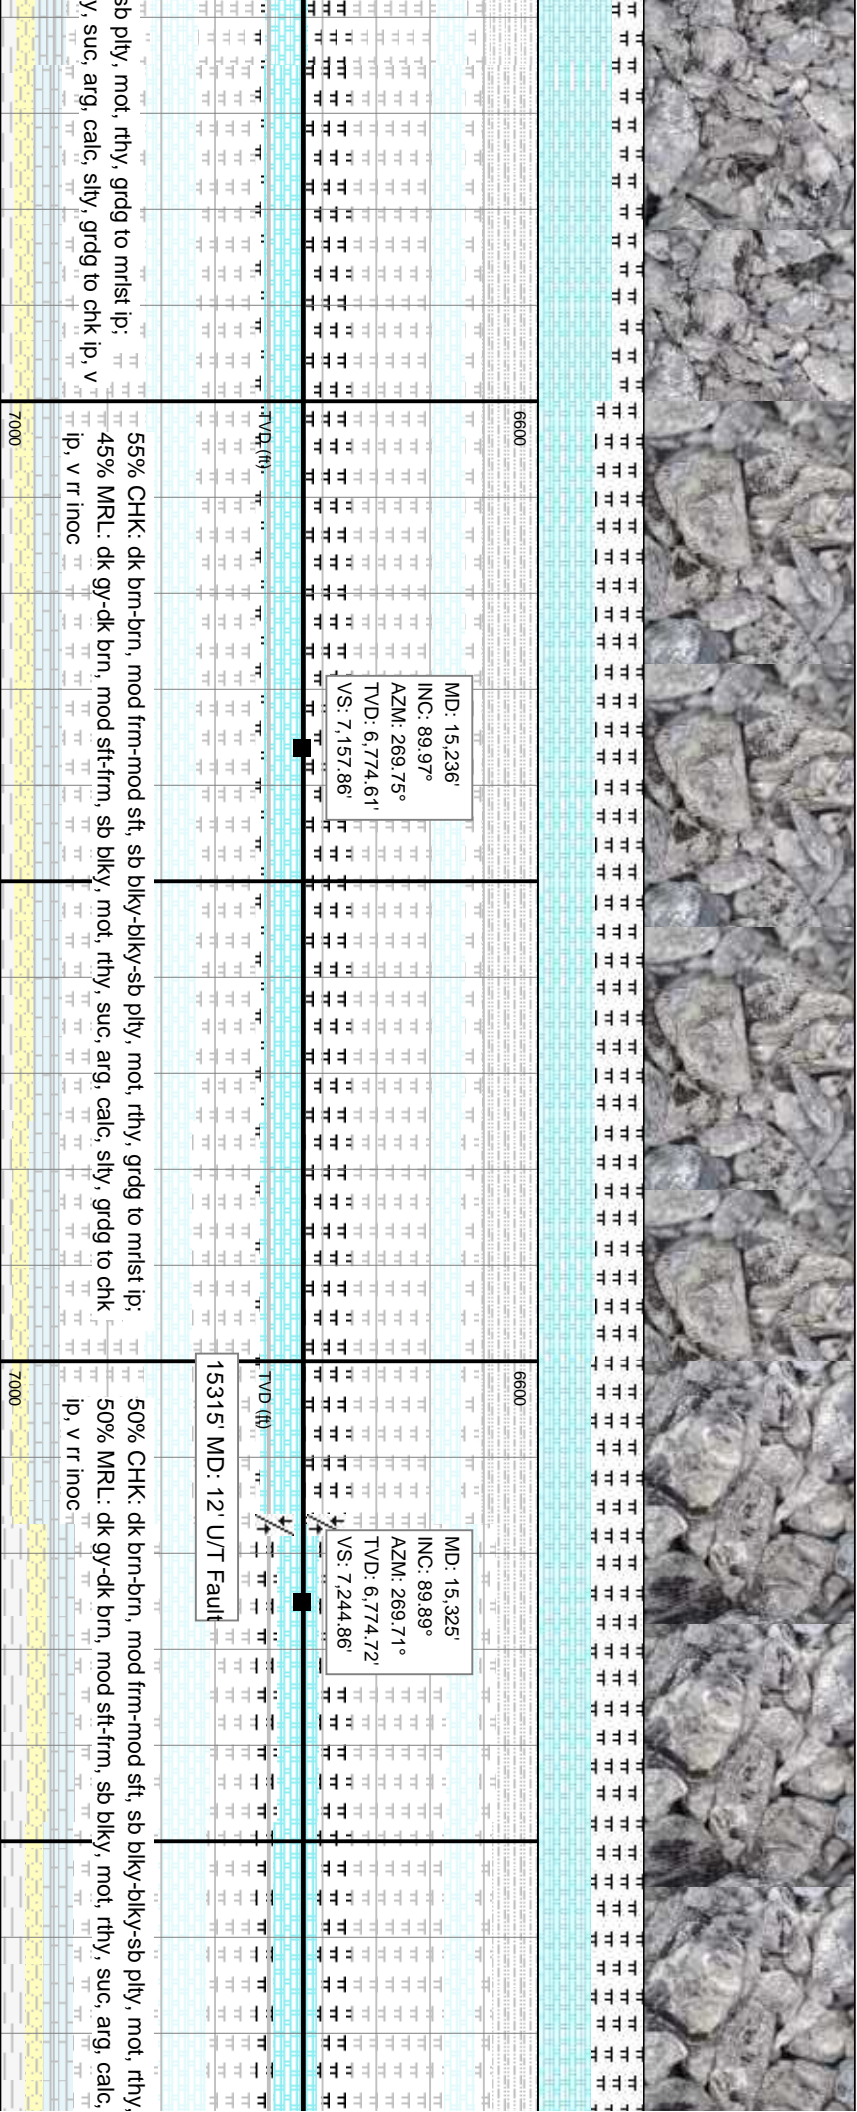 sb plty, mot, rthy, grdg to mrlst ip;
y, suc, arg, calc, slty, grdg to chk ip, v
6600
TVD (ft)
7000
55% CHK: dk brn-brn, mod frm-mod sft, sb blky-blky-sb plty, mot, rthy, grdg to mrlst ip;
45% MRL: dk gy-dk brn, mod sft-frm, sb blky, mot, rthy, suc, arg, calc, slty, grdg to chk
ip, v rr inoc
MD: 15,236'
INC: 89.97°
AZM: 269.75°
TVD: 6,774.61'
VS: 7,157.86'
6600
TVD (ft)
7000
15315' MD: 12' U/T Fault
50% CHK: dk brn-brn, mod frm-mod sft, sb blky-blky-sb plty, mot, rthy,
50% MRL: dk gy-dk brn, mod sft-frm, sb blky, mot, rthy, suc, arg, calc,
ip, v rr inoc
MD: 15,325'
INC: 89.89°
AZM: 269.71°
TVD: 6,774.72'
VS: 7,244.86'